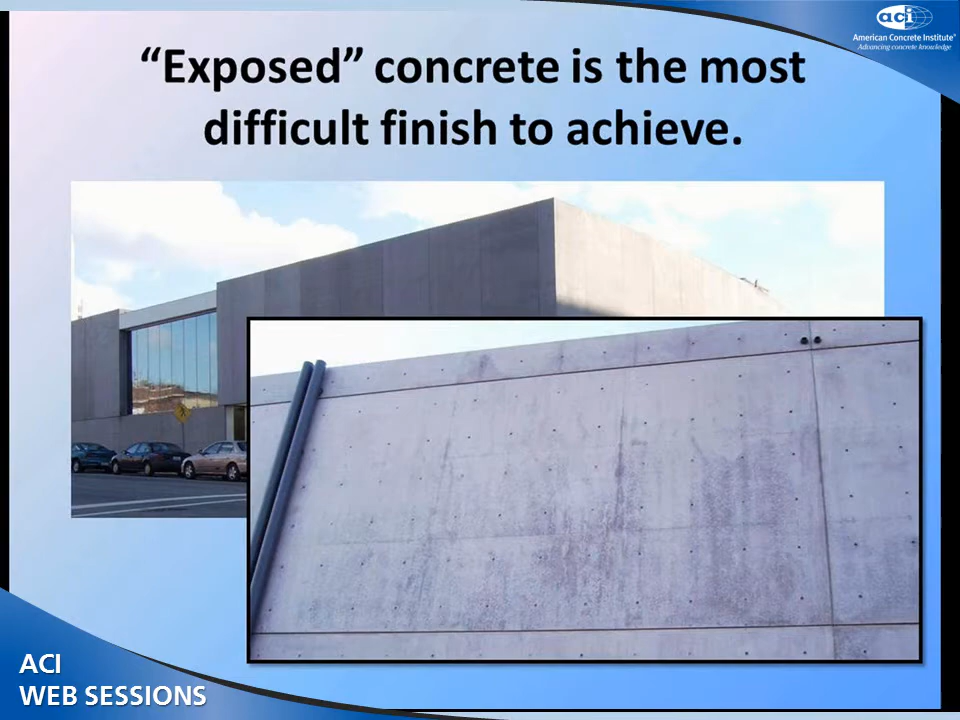 aci
American Concrete Institute®
Advancing concrete knowledge
“Exposed” concrete is the most
difficult finish to achieve.
ACI
WEB SESSIONS